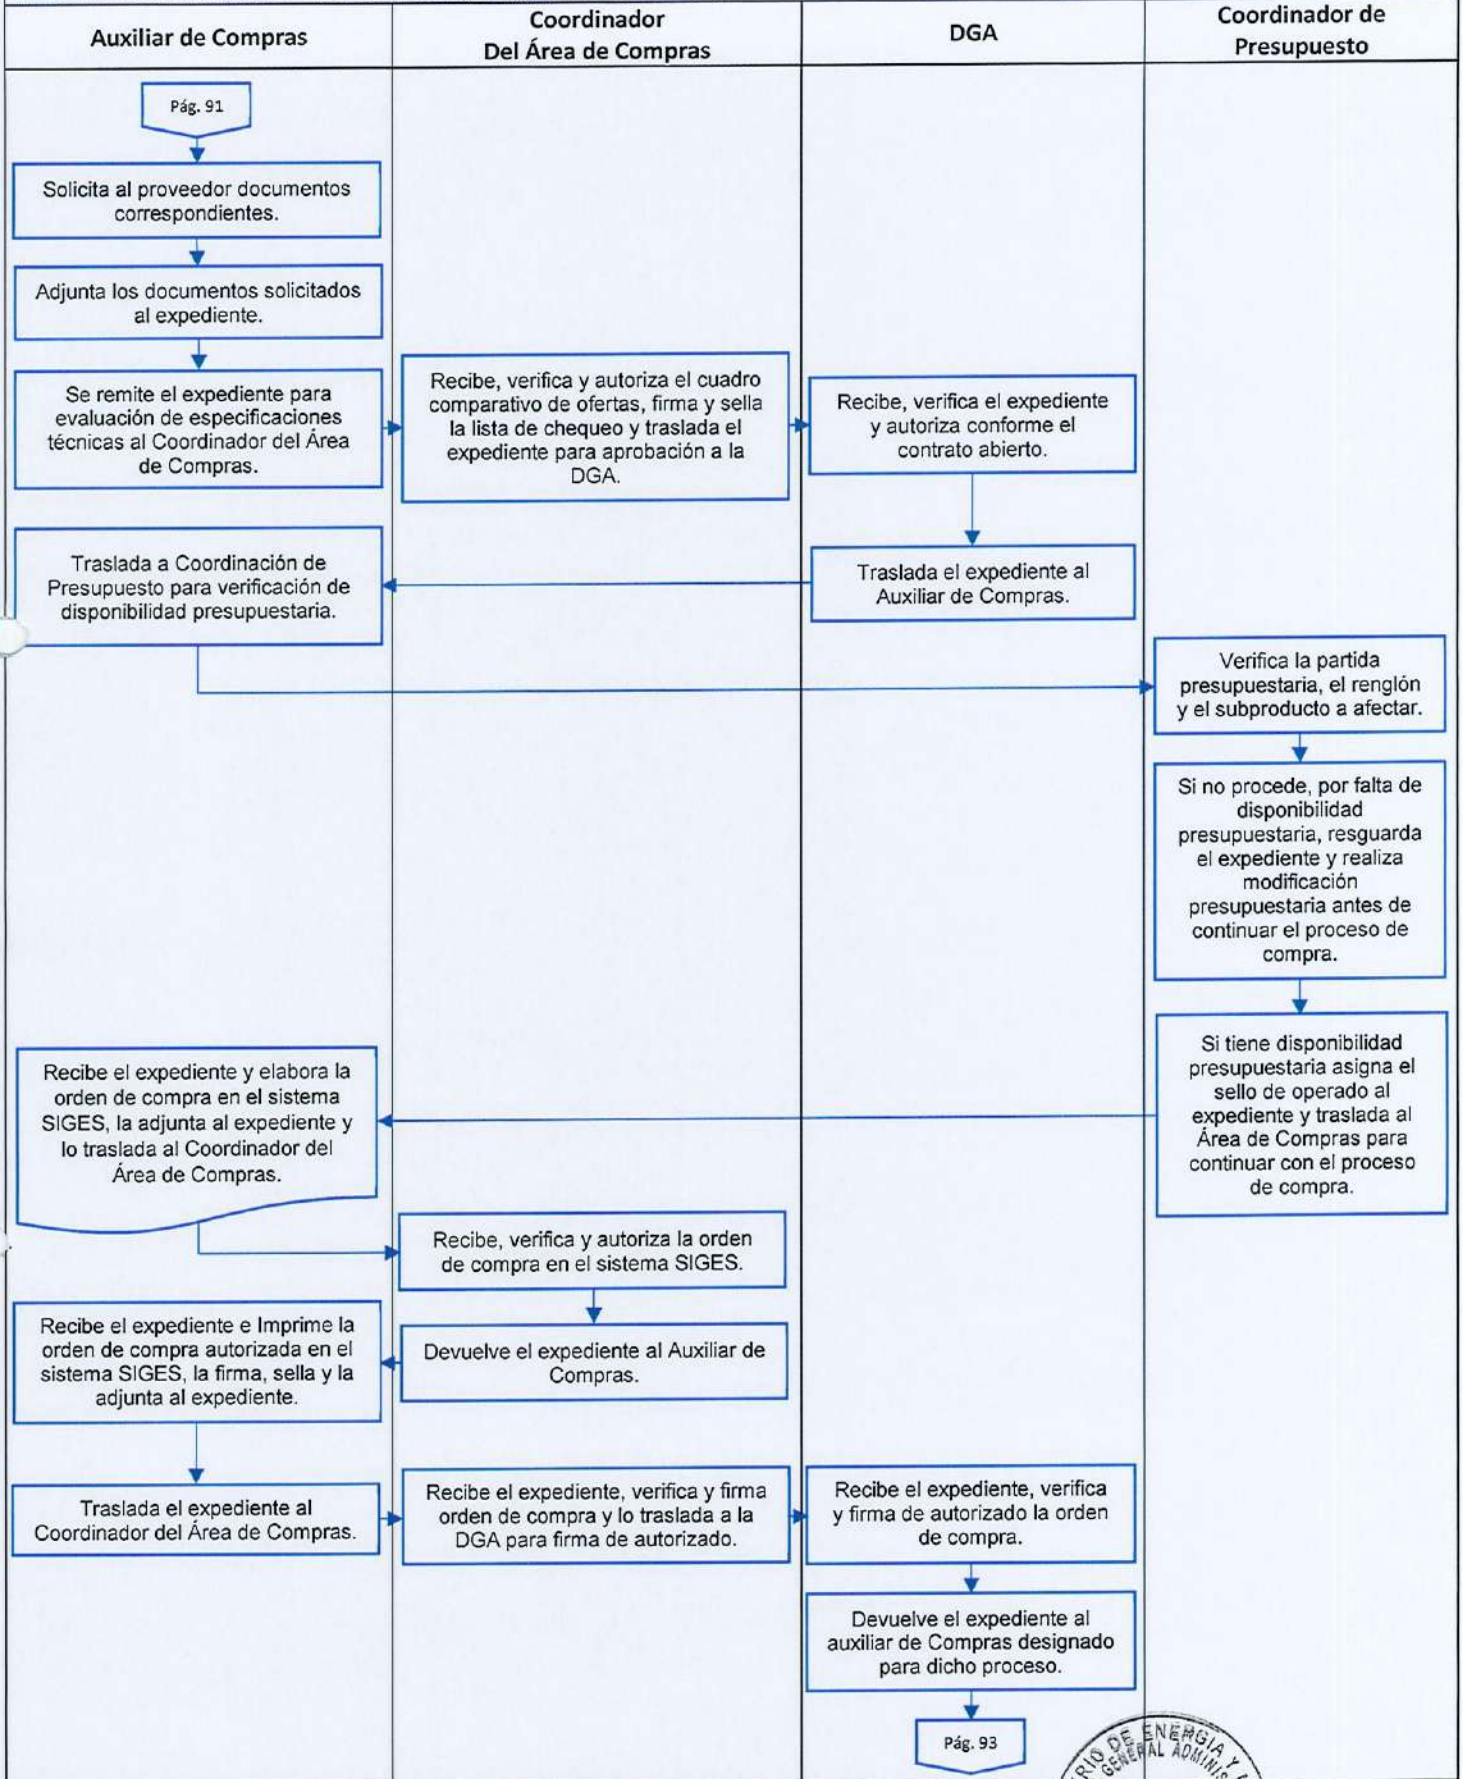 Auxiliar de Compras
Coordinador
Del Área de Compras
DGA
Coordinador de
Presupuesto
Pág. 91
Solicita al proveedor documentos
correspondientes.
Adjunta los documentos solicitados
al expediente.
Se remite el expediente para
evaluación de especificaciones
técnicas al Coordinador del Área
de Compras.
Recibe, verifica y autoriza el cuadro
comparativo de ofertas, firma y sella
la lista de chequeo y traslada el
expediente para aprobación a la
DGA.
Recibe, verifica el expediente
y autoriza conforme el
contrato abierto.
Traslada el expediente al
Auxiliar de Compras.
Traslada a Coordinación de
Presupuesto para verificación de
disponibilidad presupuestaria.
Verifica la partida
presupuestaria, el renglón
y el subproducto a afectar.
Si no procede, por falta de
disponibilidad
presupuestaria, resguarda
el expediente y realiza
modificación
presupuestaria antes de
continuar el proceso de
compra.
Si tiene disponibilidad
presupuestaria asigna el
sello de operado al
expediente y traslada al
Área de Compras para
continuar con el proceso
de compra.
Recibe el expediente y elabora la
orden de compra en el sistema
SIGES, la adjunta al expediente y
lo traslada al Coordinador del
Área de Compras.
Recibe, verifica y autoriza la orden
de compra en el sistema SIGES.
Devuelve el expediente al Auxiliar de
Compras.
Recibe el expediente e Imprime la
orden de compra autorizada en el
sistema SIGES, la firma, sella y la
adjunta al expediente.
Traslada el expediente al
Coordinador del Área de Compras.
Recibe el expediente, verifica y firma
orden de compra y lo traslada a la
DGA para firma de autorizado.
Recibe el expediente, verifica
y firma de autorizado la orden
de compra.
Devuelve el expediente al
auxiliar de Compras designado
para dicho proceso.
Pág. 93
DE ENERGIA Y
GENERAL